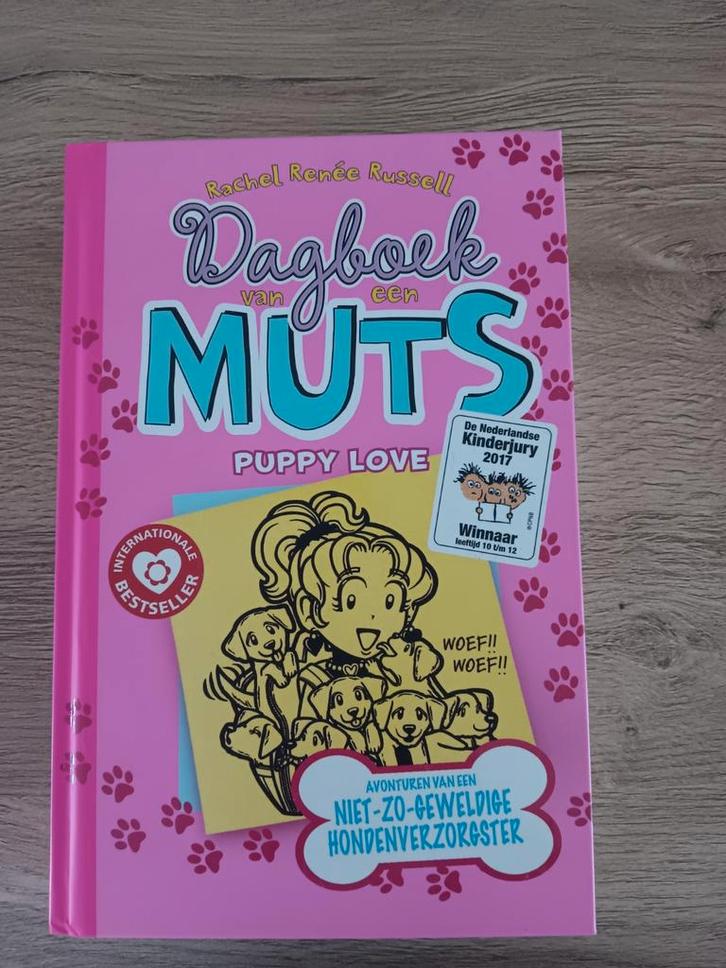 Rachel Renée Russell
Dagboek
van een
MUTS
PUPPY LOVE
De Nederlandse
Kinderjury
2017
Winnaar
leeftijd 10 t/m 12
INTERNATIONALE
BESTSELLER
WOEF!!
WOEF!!
AVONTUREN VAN EEN
NIET-ZO-GEWELDIGE
HONDENVERZORGSTER